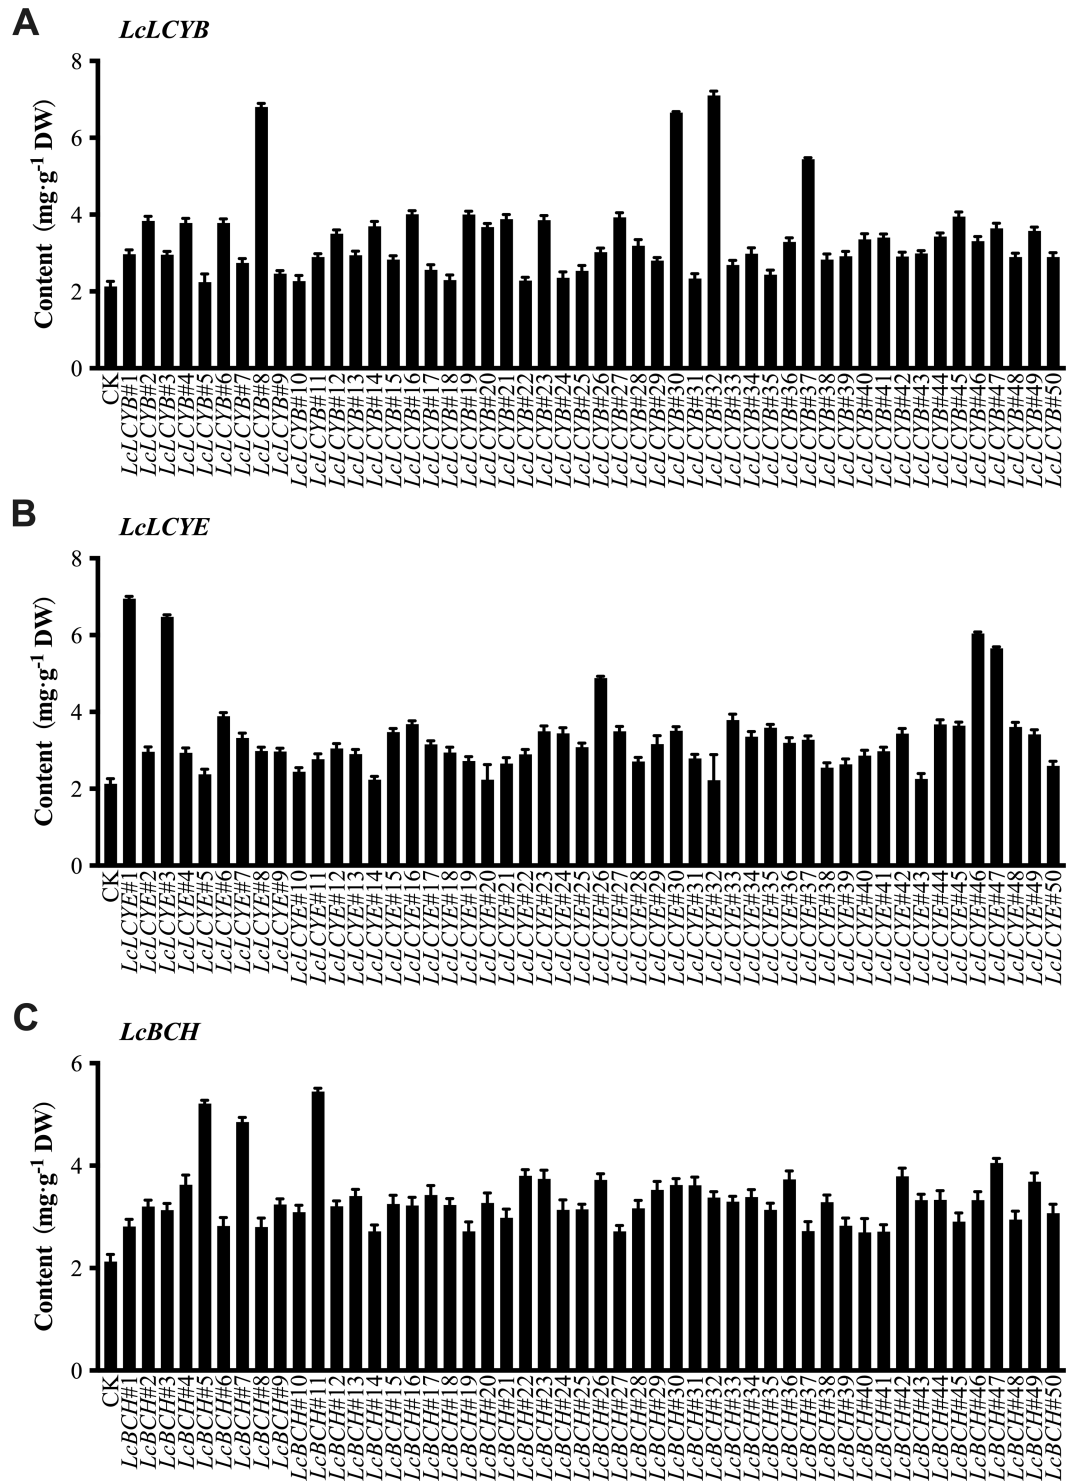 A
LcLCYB
Content (mg·g-1 DW)
8
6
4
2
0
CK
LcLCYB#1
LcLCYB#2
LcLCYB#3
LcLCYB#4
LcLCYB#5
LcLCYB#6
LcLCYB#7
LcLCYB#8
LcLCYB#9
LcLCYB#10
LcLCYB#11
LcLCYB#12
LcLCYB#13
LcLCYB#14
LcLCYB#15
LcLCYB#16
LcLCYB#17
LcLCYB#18
LcLCYB#19
LcLCYB#20
LcLCYB#21
LcLCYB#22
LcLCYB#23
LcLCYB#24
LcLCYB#25
LcLCYB#26
LcLCYB#27
LcLCYB#28
LcLCYB#29
LcLCYB#30
LcLCYB#31
LcLCYB#32
LcLCYB#33
LcLCYB#34
LcLCYB#35
LcLCYB#36
LcLCYB#37
LcLCYB#38
LcLCYB#39
LcLCYB#40
LcLCYB#41
LcLCYB#42
LcLCYB#43
LcLCYB#44
LcLCYB#45
LcLCYB#46
LcLCYB#47
LcLCYB#48
LcLCYB#49
LcLCYB#50
B
LcLCYE
Content (mg·g-1 DW)
8
6
4
2
0
CK
LcLCYE#1
LcLCYE#2
LcLCYE#3
LcLCYE#4
LcLCYE#5
LcLCYE#6
LcLCYE#7
LcLCYE#8
LcLCYE#9
LcLCYE#10
LcLCYE#11
LcLCYE#12
LcLCYE#13
LcLCYE#14
LcLCYE#15
LcLCYE#16
LcLCYE#17
LcLCYE#18
LcLCYE#19
LcLCYE#20
LcLCYE#21
LcLCYE#22
LcLCYE#23
LcLCYE#24
LcLCYE#25
LcLCYE#26
LcLCYE#27
LcLCYE#28
LcLCYE#29
LcLCYE#30
LcLCYE#31
LcLCYE#32
LcLCYE#33
LcLCYE#34
LcLCYE#35
LcLCYE#36
LcLCYE#37
LcLCYE#38
LcLCYE#39
LcLCYE#40
LcLCYE#41
LcLCYE#42
LcLCYE#43
LcLCYE#44
LcLCYE#45
LcLCYE#46
LcLCYE#47
LcLCYE#48
LcLCYE#49
LcLCYE#50
C
LcBCH
Content (mg·g-1 DW)
6
4
2
0
CK
LcBCH#1
LcBCH#2
LcBCH#3
LcBCH#4
LcBCH#5
LcBCH#6
LcBCH#7
LcBCH#8
LcBCH#9
LcBCH#10
LcBCH#11
LcBCH#12
LcBCH#13
LcBCH#14
LcBCH#15
LcBCH#16
LcBCH#17
LcBCH#18
LcBCH#19
LcBCH#20
LcBCH#21
LcBCH#22
LcBCH#23
LcBCH#24
LcBCH#25
LcBCH#26
LcBCH#27
LcBCH#28
LcBCH#29
LcBCH#30
LcBCH#31
LcBCH#32
LcBCH#33
LcBCH#34
LcBCH#35
LcBCH#36
LcBCH#37
LcBCH#38
LcBCH#39
LcBCH#40
LcBCH#41
LcBCH#42
LcBCH#43
LcBCH#44
LcBCH#45
LcBCH#46
LcBCH#47
LcBCH#48
LcBCH#49
LcBCH#50